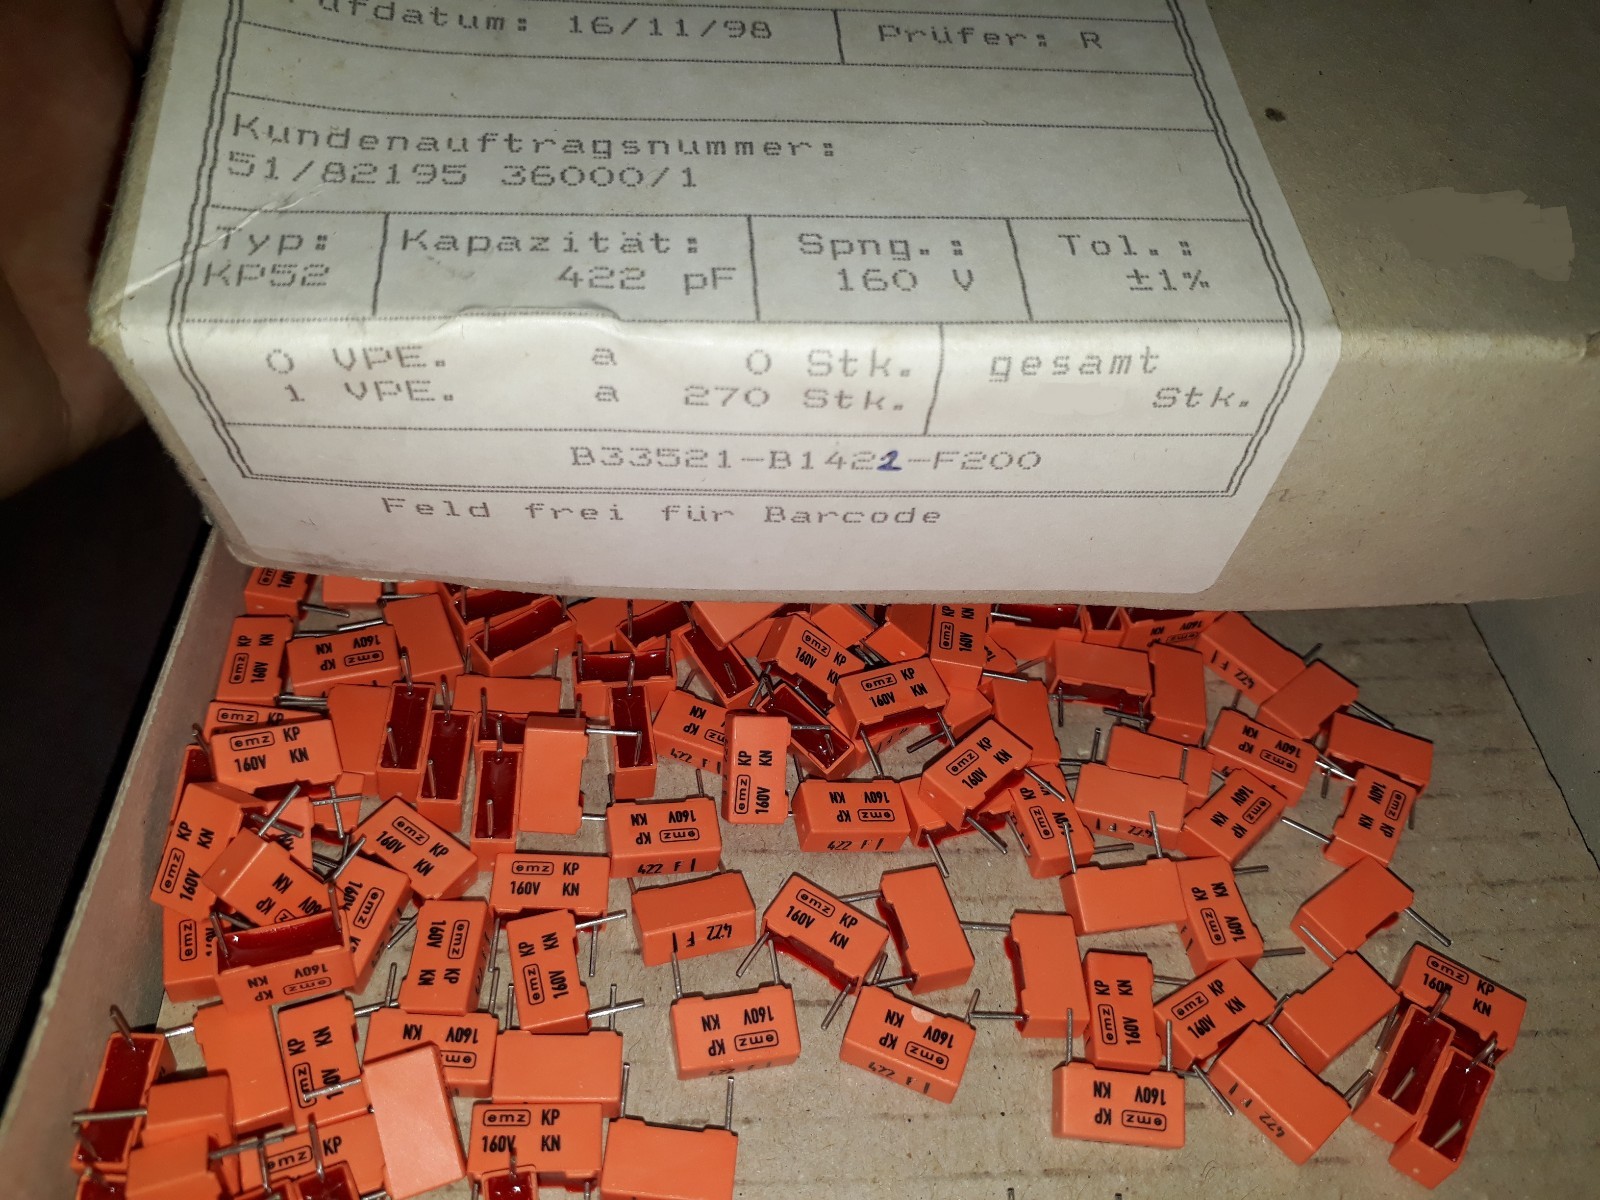 üfdatum: 16/11/98 Prüfer: R
Kundenauftragsnummer:
51/82195 36000/1
Typ: Kapazität: Spng.: Tol.:
KP52 422 pF 160 V ±1%
0 VPE. a 0 Stk. gesamt
1 VPE. a 270 Stk. Stk.
B33521-B1422-F200
Feld frei für Barcode
emz KP
160V KN
422 F